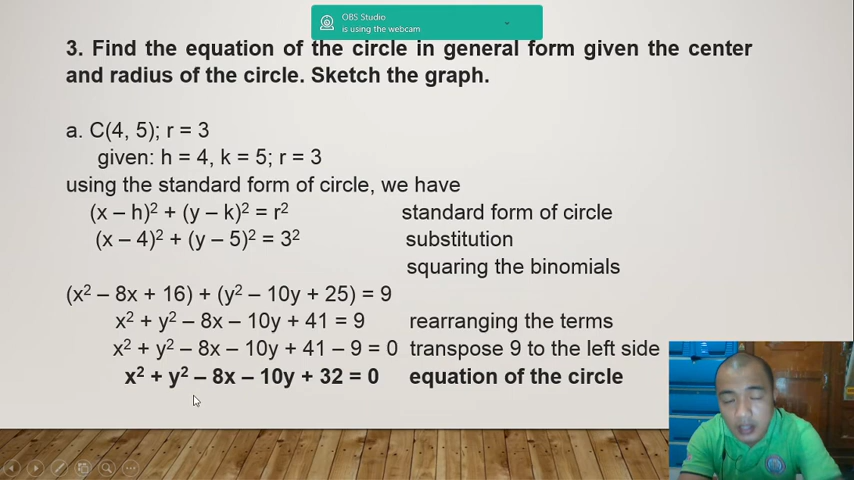 OBS Studio
is using the webcam
3. Find the equation of the circle in general form given the center
and radius of the circle. Sketch the graph.
a. C(4, 5); r = 3
given: h = 4, k = 5; r = 3
using the standard form of circle, we have
(x – h)² + (y – k)² = r² standard form of circle
(x – 4)² + (y – 5)² = 3² substitution
squaring the binomials
(x² – 8x + 16) + (y² – 10y + 25) = 9
x² + y² – 8x – 10y + 41 = 9 rearranging the terms
x² + y² – 8x – 10y + 41 – 9 = 0 transpose 9 to the left side
x² + y² – 8x – 10y + 32 = 0 equation of the circle